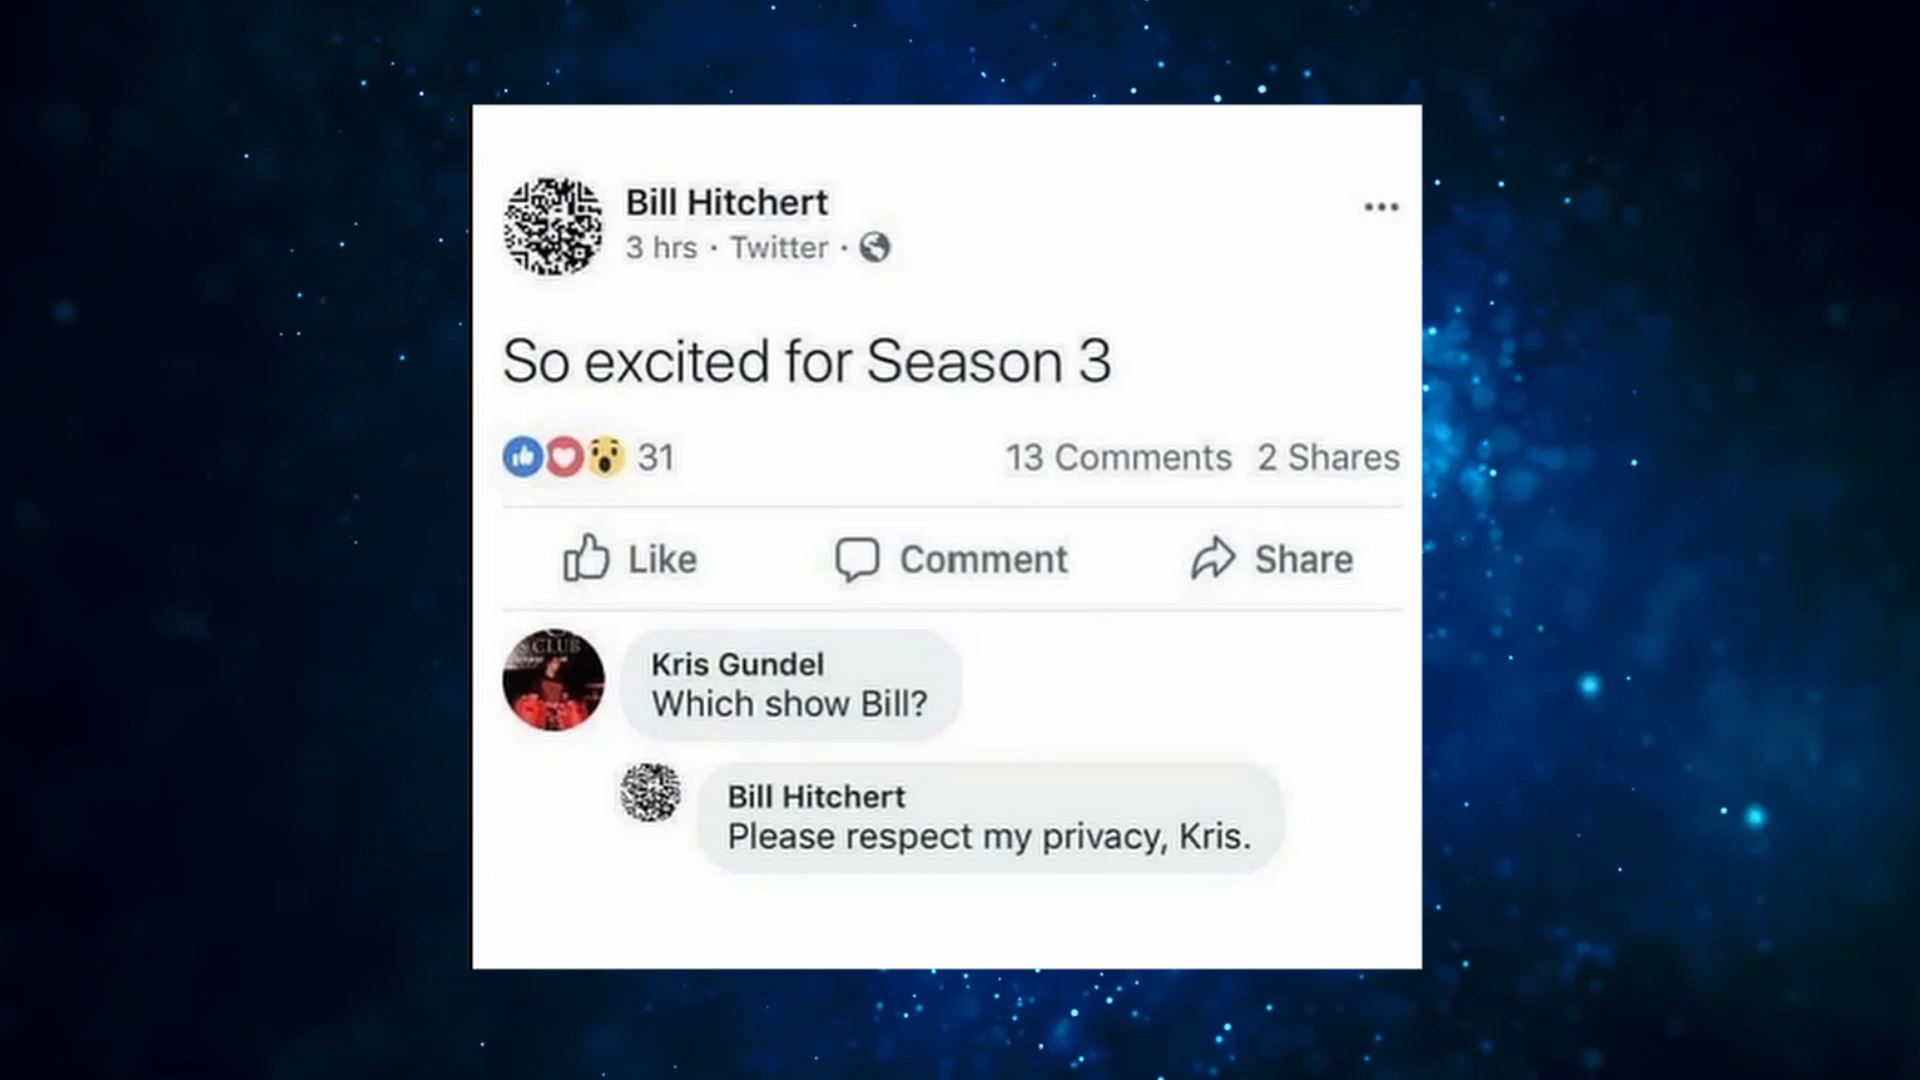 Bill Hitchert
3 hrs · Twitter ·
So excited for Season 3
31
13 Comments 2 Shares
Like
Comment
Share
S CLUB
Kris Gundel
Which show Bill?
Bill Hitchert
Please respect my privacy, Kris.